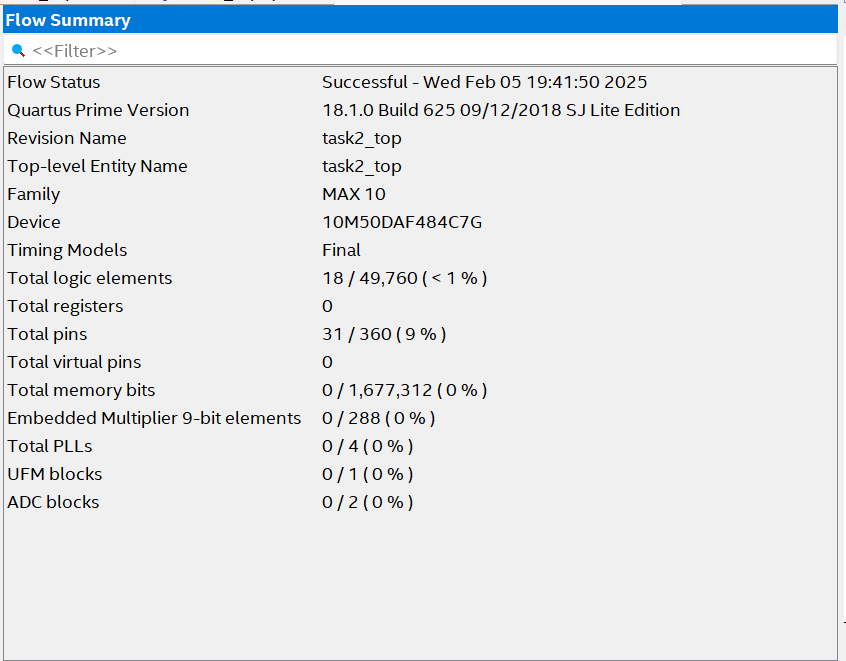 Flow Summary
<<Filter>>
Flow Status Successful - Wed Feb 05 19:41:50 2025
Quartus Prime Version 18.1.0 Build 625 09/12/2018 SJ Lite Edition
Revision Name task2_top
Top-level Entity Name task2_top
Family MAX 10
Device 10M50DAF484C7G
Timing Models Final
Total logic elements 18 / 49,760 ( < 1 % )
Total registers 0
Total pins 31 / 360 ( 9 % )
Total virtual pins 0
Total memory bits 0 / 1,677,312 ( 0 % )
Embedded Multiplier 9-bit elements 0 / 288 ( 0 % )
Total PLLs 0 / 4 ( 0 % )
UFM blocks 0 / 1 ( 0 % )
ADC blocks 0 / 2 ( 0 % )